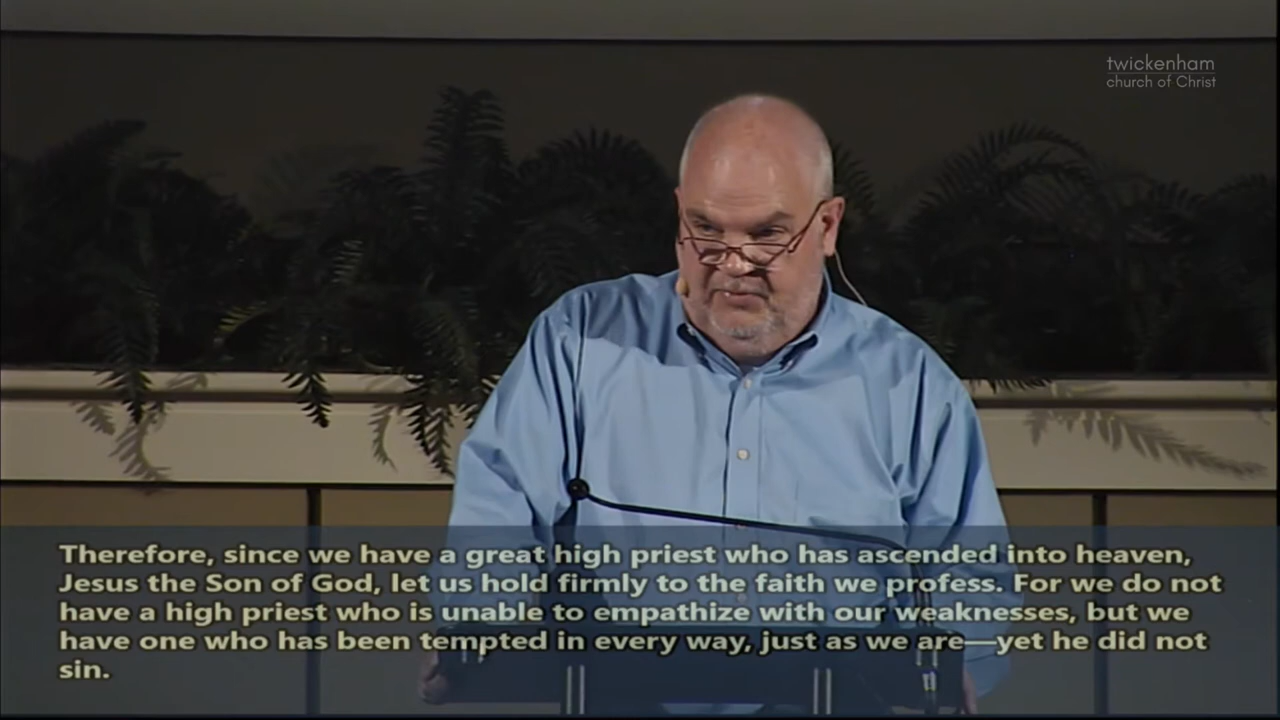 twickenham
church of Christ
Therefore, since we have a great high priest who has ascended into heaven,
Jesus the Son of God, let us hold firmly to the faith we profess. For we do not
have a high priest who is unable to empathize with our weaknesses, but we
have one who has been tempted in every way, just as we are—yet he did not
sin.